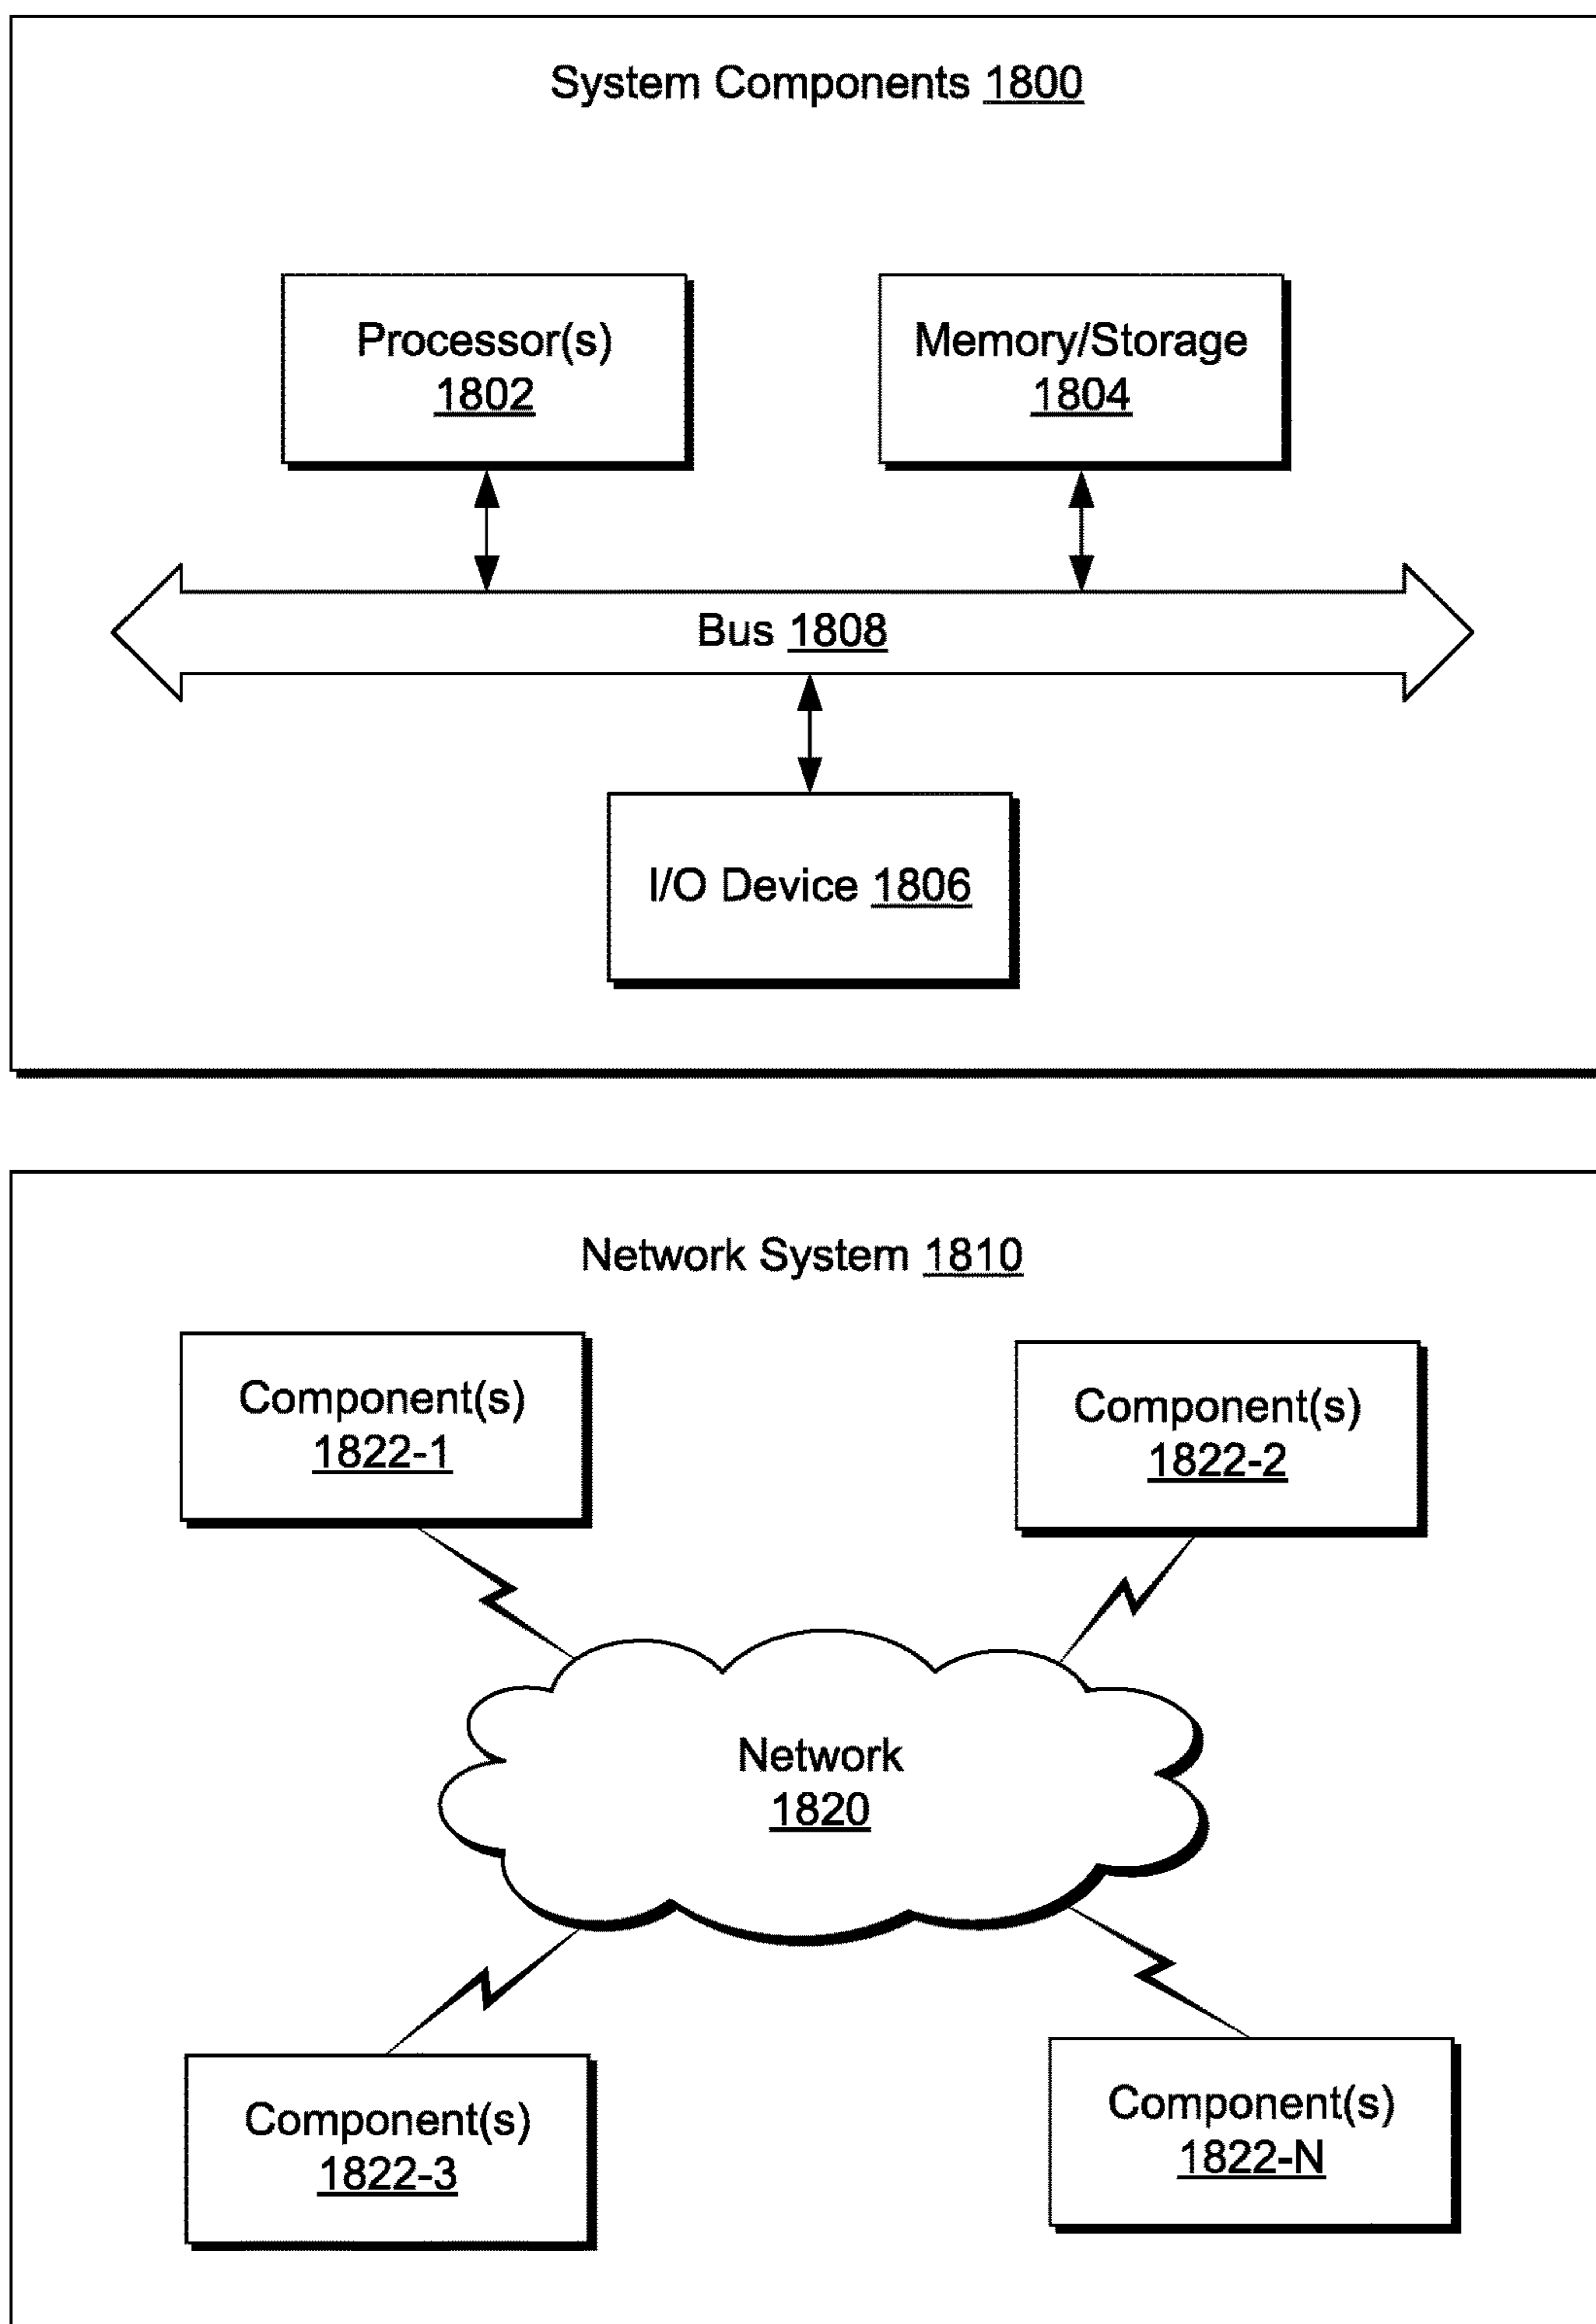 System Components 1800
Processor(s)
1802
Memory/Storage
1804
Bus 1808
I/O Device 1806
Network System 1810
Component(s)
1822-1
Component(s)
1822-2
Network
1820
Component(s)
1822-3
Component(s)
1822-N